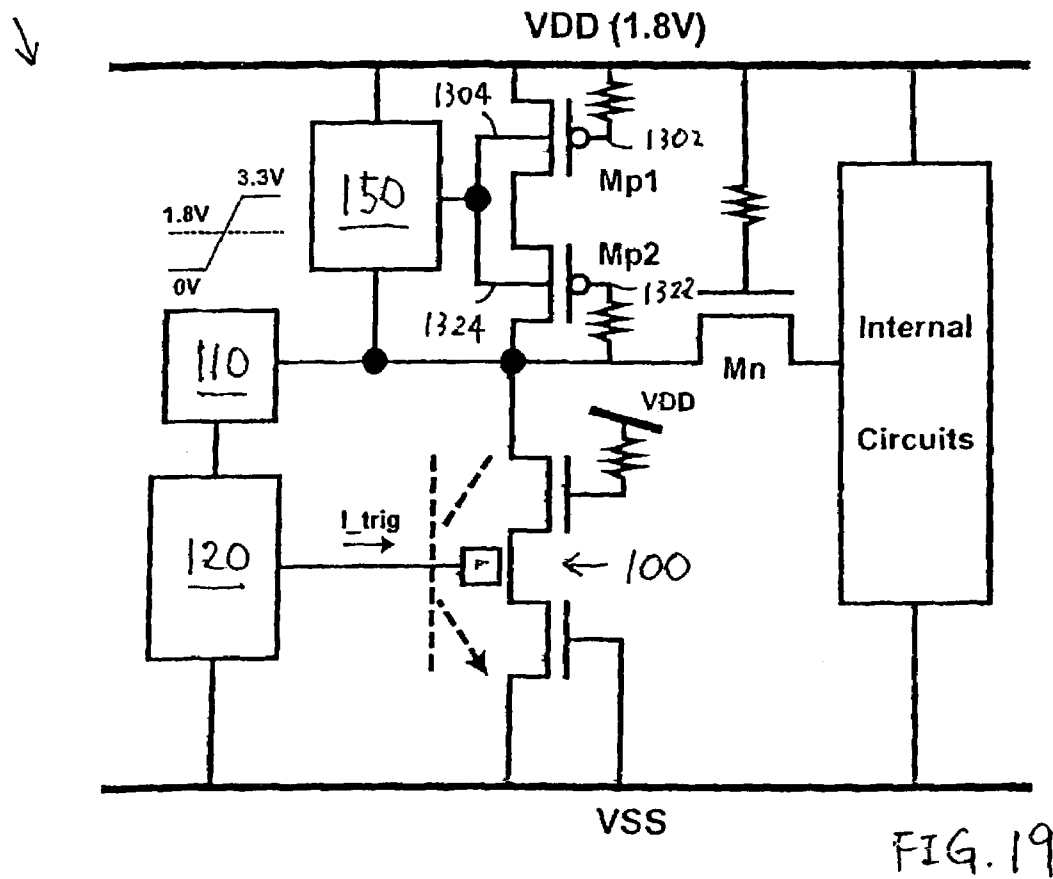 VDD (1.8V)
1304
1302
Mp1
150
3.3V
1.8V
0V
Mp2
1322
1324
110
Mn
Internal
Circuits
VDD
I_trig
120
100
VSS
FIG. 19